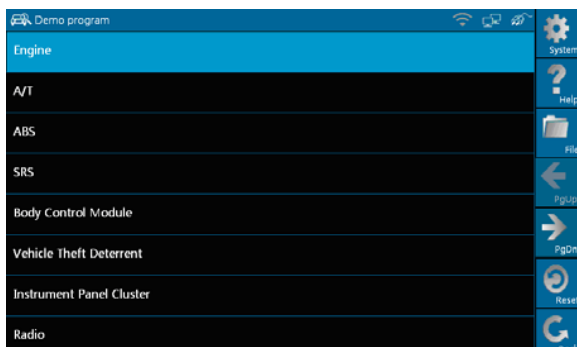 Demo program
Engine
A/T
ABS
SRS
Body Control Module
Vehicle Theft Deterrent
Instrument Panel Cluster
Radio
System
Help
File
PgUp
PgDn
Reset